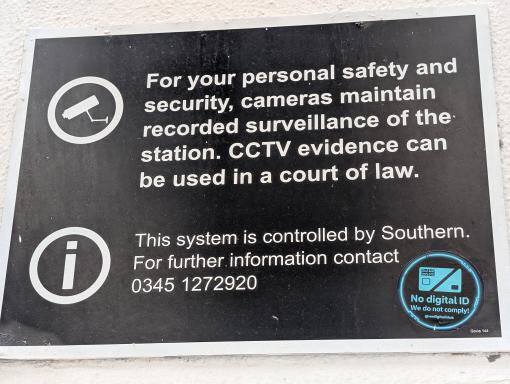 For your personal safety and
security, cameras maintain
recorded surveillance of the
station. CCTV evidence can
be used in a court of law.
This system is controlled by Southern.
For further information contact
0345 1272920
No digital ID
We do not comply!